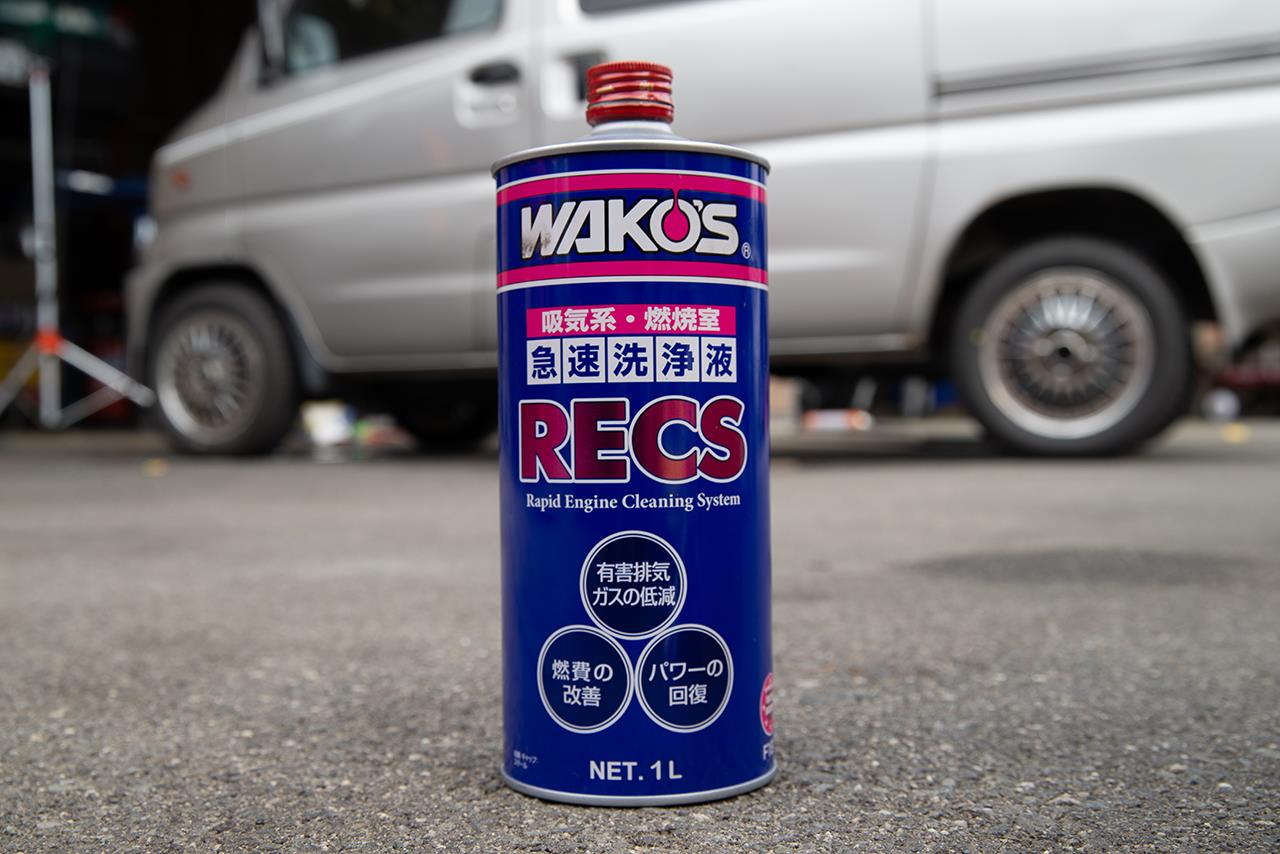 WAKO'S®
吸気系・燃焼室
急速洗浄液
RECS
Rapid Engine Cleaning System
有害排気
ガスの低減
燃費の
改善
パワーの
回復
NET. 1L